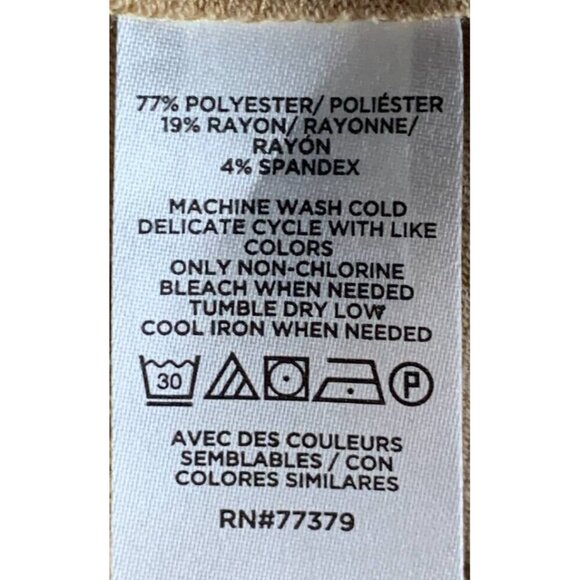 77% POLYESTER/ POLIÉSTER
19% RAYON/ RAYONNE/
RAYÓN
4% SPANDEX
MACHINE WASH COLD
DELICATE CYCLE WITH LIKE
COLORS
ONLY NON-CHLORINE
BLEACH WHEN NEEDED
TUMBLE DRY LOW
COOL IRON WHEN NEEDED
30 P
AVEC DES COULEURS
SEMBLABLES / CON
COLORES SIMILARES
RN#77379